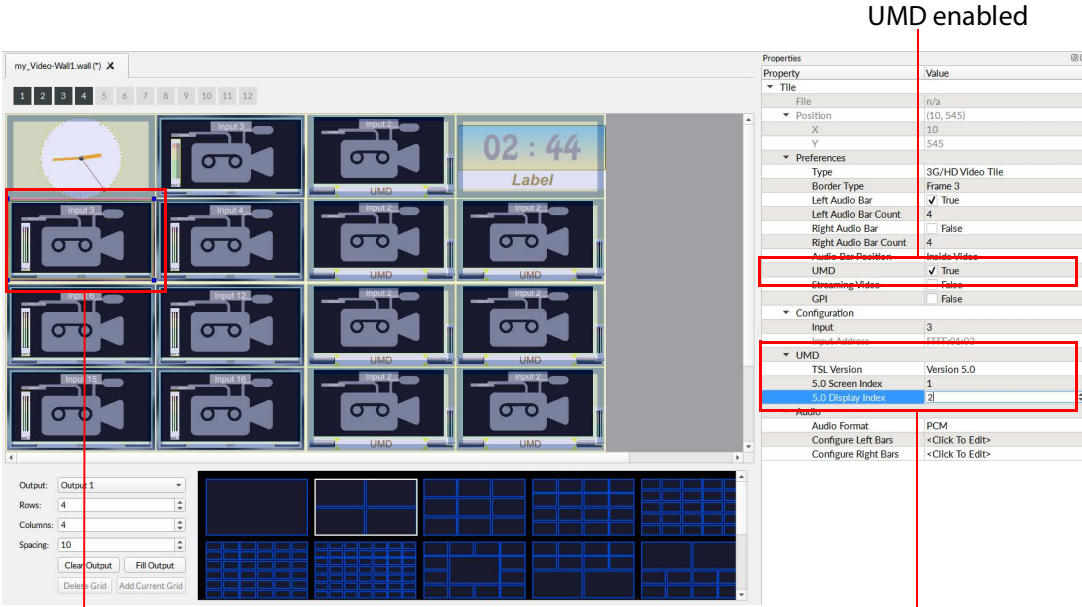 UMD enabled
my_Video-Wall1.wall (*) X
1 2 3 4 5 6 7 8 9 10 11 12
Input 3 Input 2 02 : 44
Label
UMD
Input 3 Input 4 Input 2 Input 2
UMD UMD
Input 6 Input 12 Input 2 Input 2
UMD UMD
Input 15 Input 16 Input 2 Input 2
UMD UMD
Output: Output 1
Rows: 4
Columns: 4
Spacing: 10
Clear Output Fill Output
Delete Grid Add Current Grid
Properties
Property Value
Tile
File n/a
Position (10, 545)
X 10
Y 545
Preferences
Type 3G/HD Video Tile
Border Type Frame 3
Left Audio Bar True
Left Audio Bar Count 4
Right Audio Bar False
Right Audio Bar Count 4
Audio Bar Position Inside Video
UMD True
Streaming Video False
GPI False
Configuration
Input 3
Input Address FFFF:01:03
UMD
TSL Version Version 5.0
5.0 Screen Index 1
5.0 Display Index 2
Audio
Audio Format PCM
Configure Left Bars <Click To Edit>
Configure Right Bars <Click To Edit>